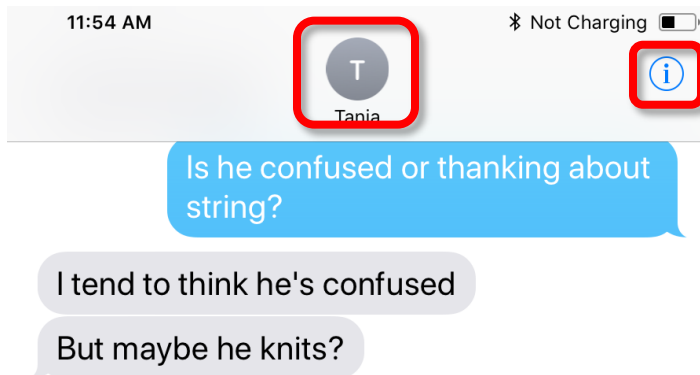 11:54 AM
Not Charging
T
Tania
i
Is he confused or thanking about
string?
I tend to think he's confused
But maybe he knits?